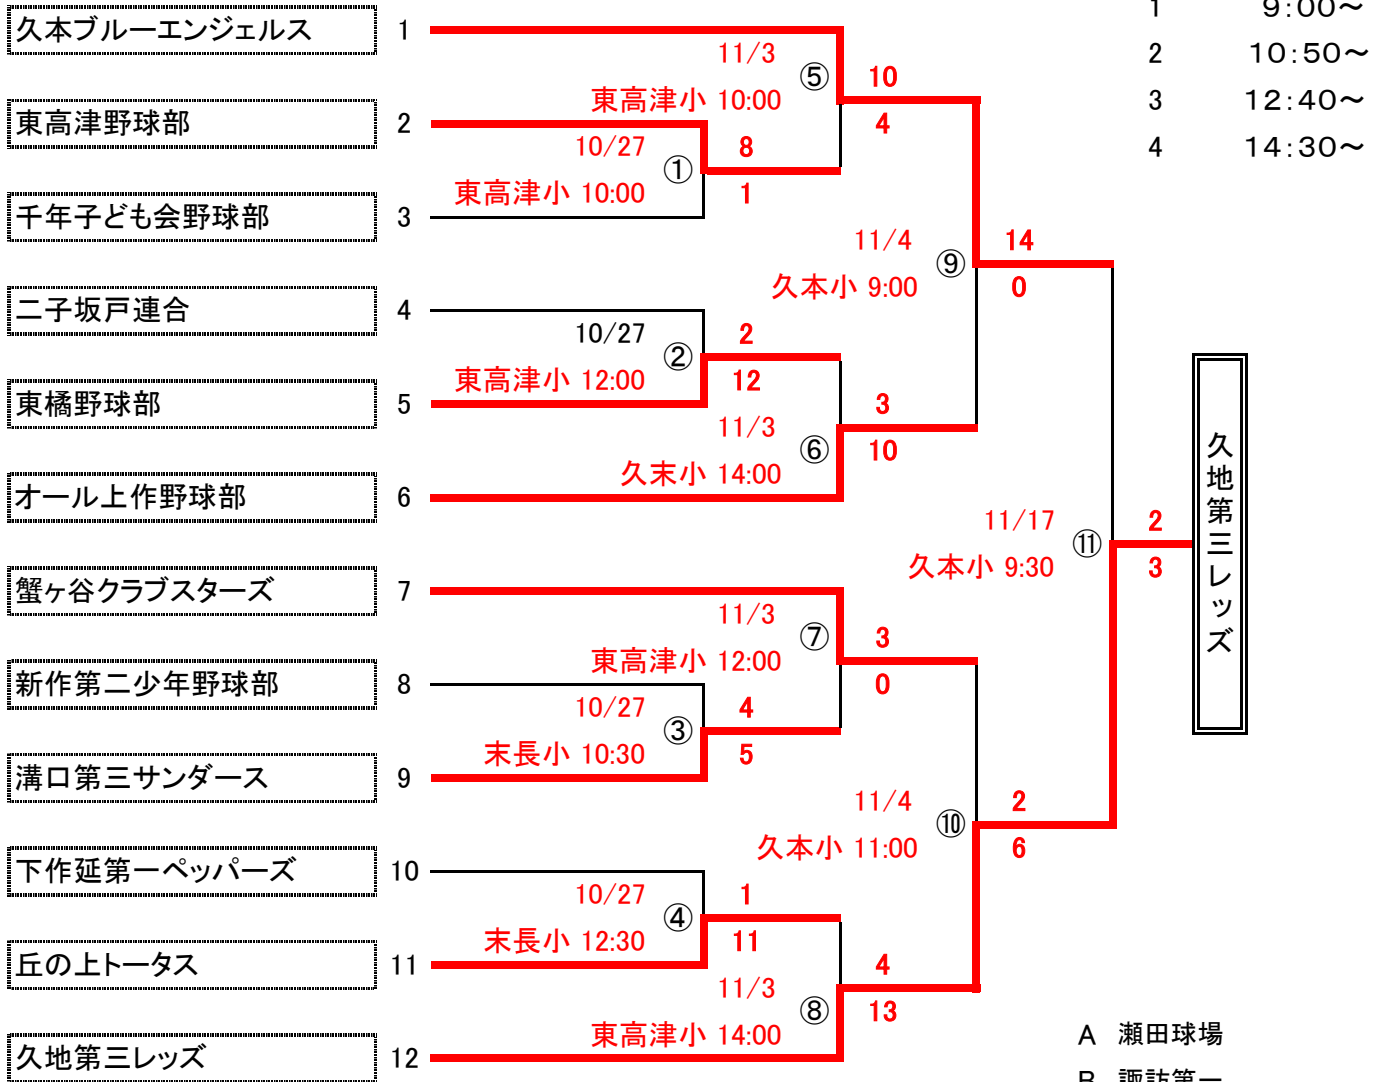 久本ブルーエンジェルス 1
11/3 ⑤ 10
東高津小 10:00 4
東高津野球部 2
10/27 ① 8
東高津小 10:00 1
千年子ども会野球部 3
11/4 ⑨ 14
久本小 9:00 0
二子坂戸連合 4
10/27 ② 2
東高津小 12:00 12
東橘野球部 5
11/3 ⑥ 3
久末小 14:00 10
オール上作野球部 6
11/17 ⑪ 2
久本小 9:30 3
蟹ヶ谷クラブスターズ 7
11/3 ⑦ 3
東高津小 12:00 0
新作第二少年野球部 8
10/27 ③ 4
末長小 10:30 5
溝口第三サンダース 9
11/4 ⑩ 2
久本小 11:00 6
下作延第一ペッパーズ 10
10/27 ④ 1
末長小 12:30 11
丘の上トータス 11
11/3 ⑧ 4
東高津小 14:00 13
久地第三レッズ 12
久地第三レッズ
1 9:00～
2 10:50～
3 12:40～
4 14:30～
A 瀬田球場
B 諏訪第一